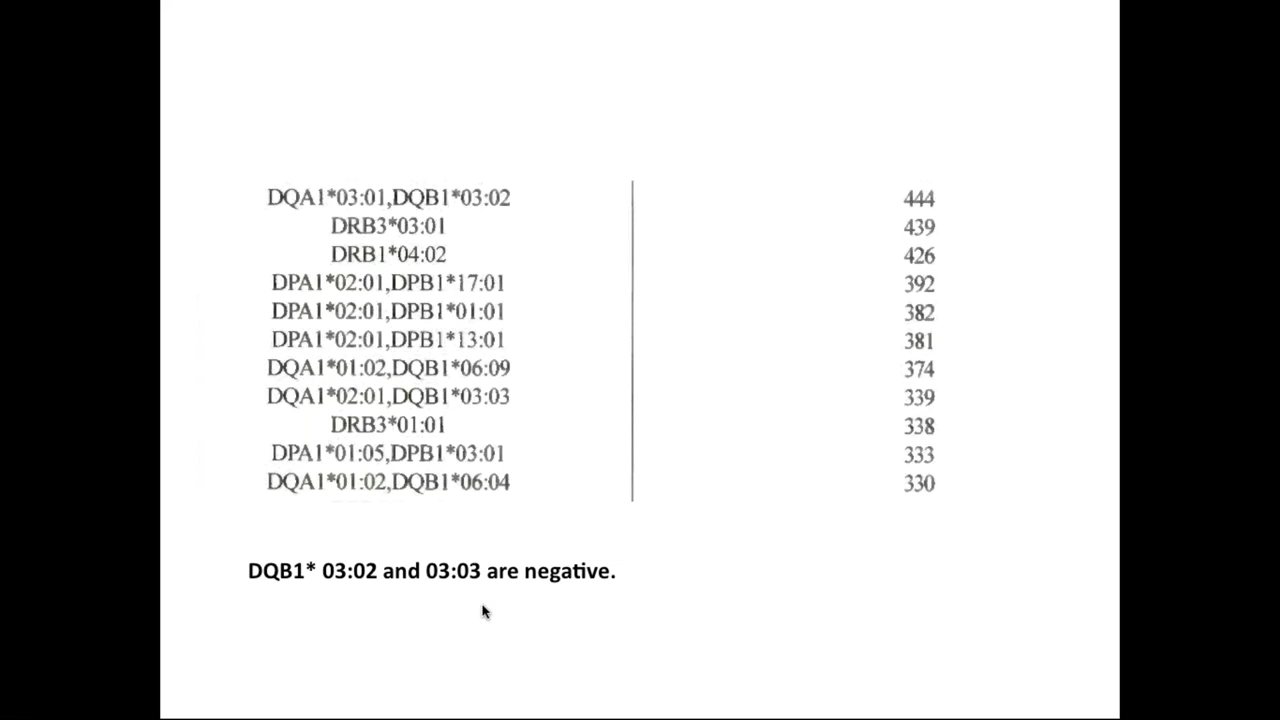 DQA1*03:01,DQB1*03:02 444
DRB3*03:01 439
DRB1*04:02 426
DPA1*02:01,DPB1*17:01 392
DPA1*02:01,DPB1*01:01 382
DPA1*02:01,DPB1*13:01 381
DQA1*01:02,DQB1*06:09 374
DQA1*02:01,DQB1*03:03 339
DRB3*01:01 338
DPA1*01:05,DPB1*03:01 333
DQA1*01:02,DQB1*06:04 330
DQB1* 03:02 and 03:03 are negative.